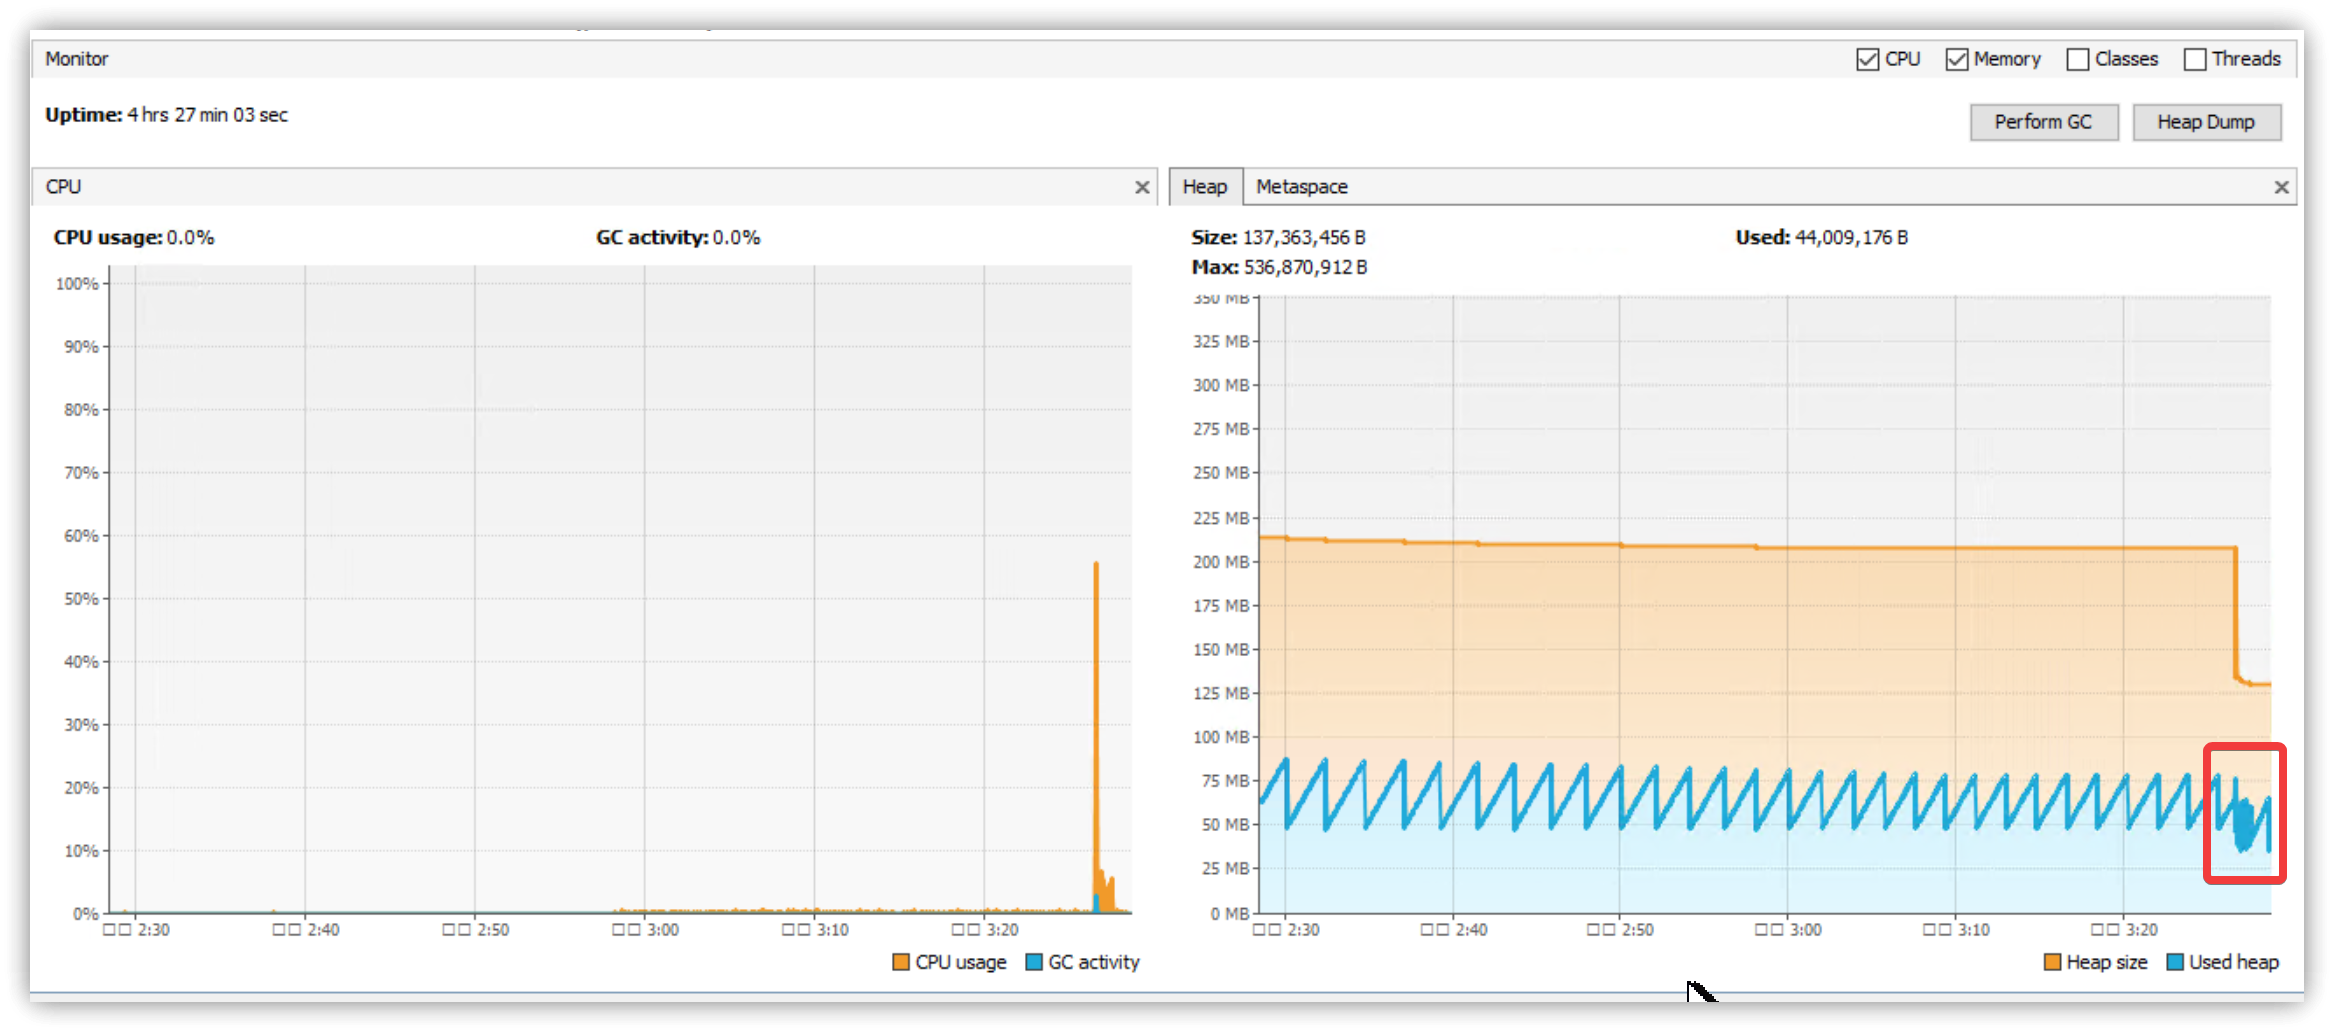 Monitor
CPU Memory Classes Threads
Uptime: 4 hrs 27 min 03 sec
Perform GC Heap Dump
CPU
CPU usage: 0.0% GC activity: 0.0%
100%
90%
80%
70%
60%
50%
40%
30%
20%
10%
0%
2:30 2:40 2:50 3:00 3:10 3:20
CPU usage GC activity
Heap Metaspace
Size: 137,363,456 B Used: 44,009,176 B
Max: 536,870,912 B
350 MB
325 MB
300 MB
275 MB
250 MB
225 MB
200 MB
175 MB
150 MB
125 MB
100 MB
75 MB
50 MB
25 MB
0 MB
2:30 2:40 2:50 3:00 3:10 3:20
Heap size Used heap